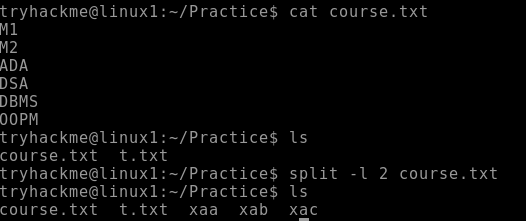 tryhackme@linux1:~/Practice$ cat course.txt
M1
M2
ADA
DSA
DBMS
OOPM
tryhackme@linux1:~/Practice$ ls
course.txt  t.txt
tryhackme@linux1:~/Practice$ split -l 2 course.txt
tryhackme@linux1:~/Practice$ ls
course.txt  t.txt  xaa  xab  xac